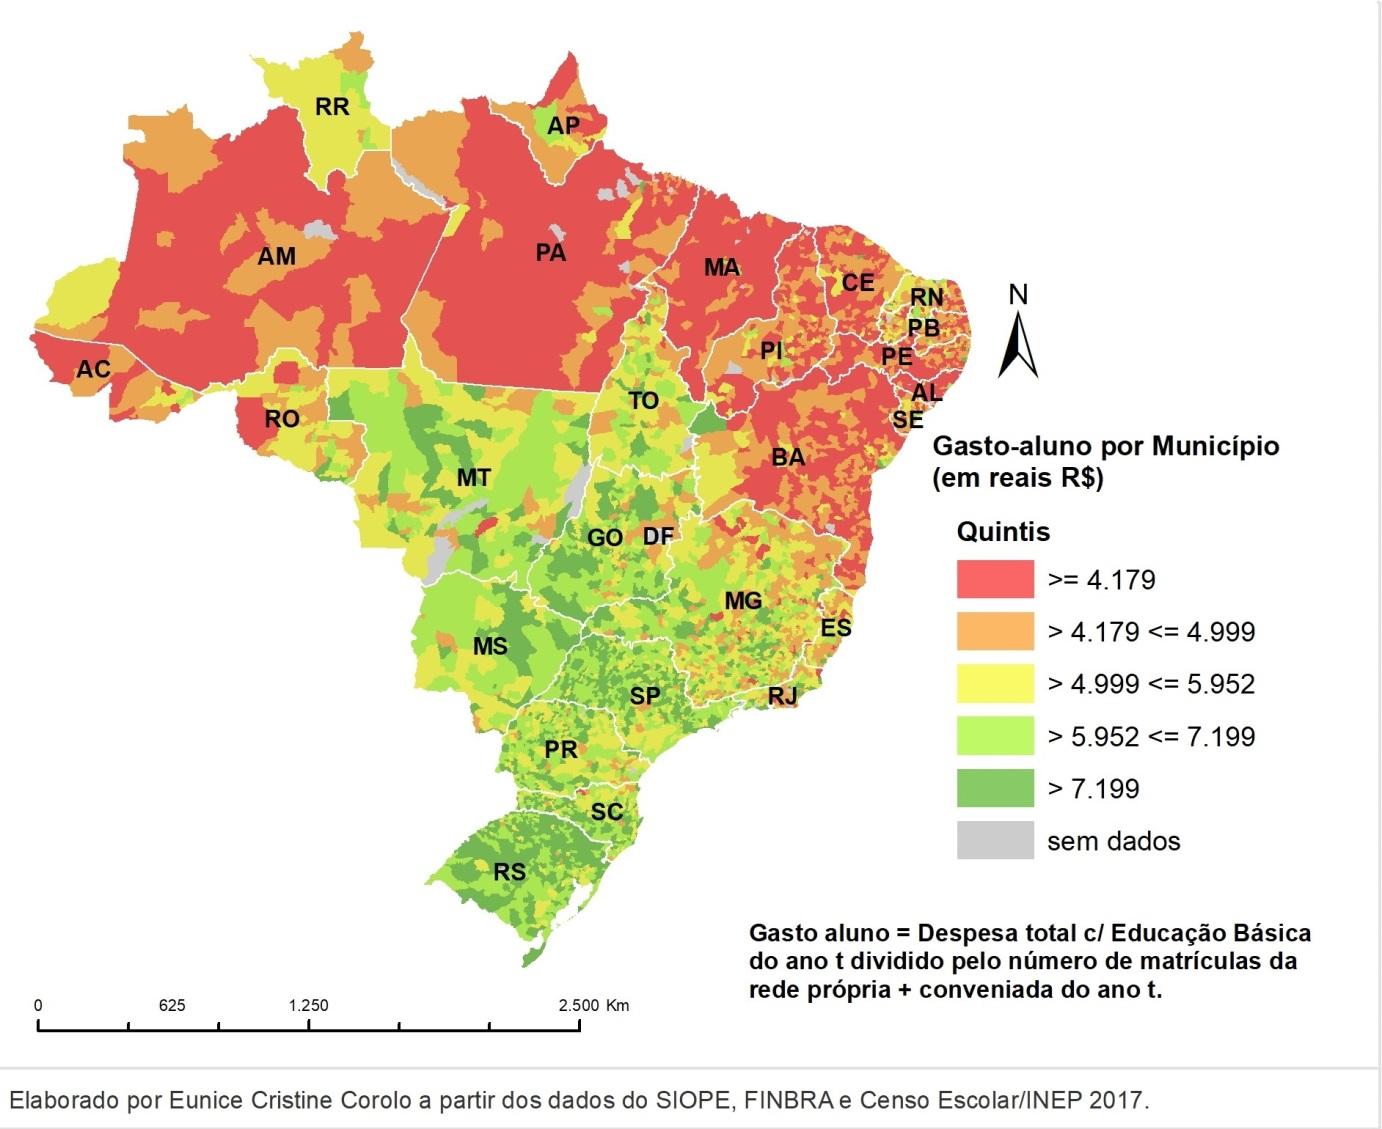 RR
AP
N
AM
PA
MA
CE
RN
PB
PI
PE
AC
AL
TO
RO
SE
BA
MT
GO
DF
MG
ES
MS
SP
RJ
PR
SC
RS
Gasto-aluno por Município
(em reais R$)
Quintis
>= 4.179
> 4.179 <= 4.999
> 4.999 <= 5.952
> 5.952 <= 7.199
> 7.199
sem dados
Gasto aluno = Despesa total c/ Educação Básica
do ano t dividido pelo número de matrículas da
rede própria + conveniada do ano t.
0 625 1.250 2.500 Km
Elaborado por Eunice Cristine Corolo a partir dos dados do SIOPE, FINBRA e Censo Escolar/INEP 2017.